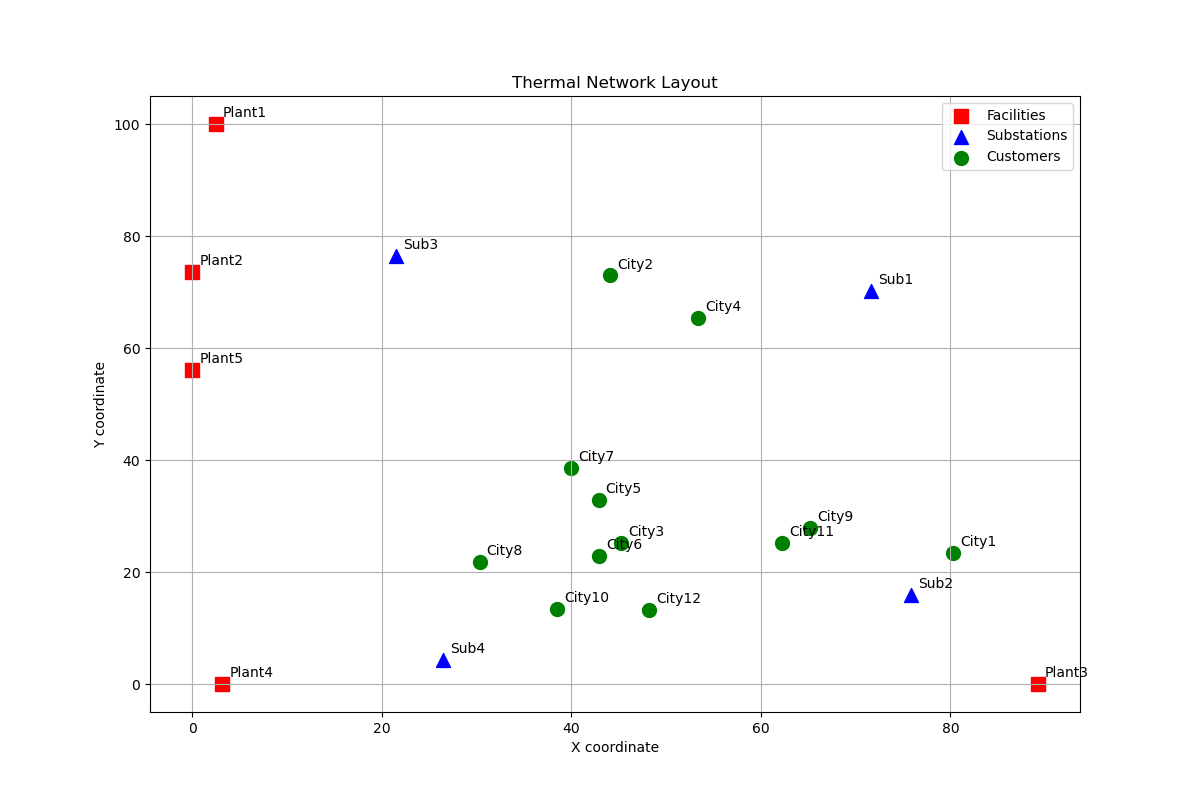 Thermal Network Layout
Facilities
Substations
Customers
Plant1
Plant2
Sub3
City2
Sub1
City4
Plant5
City7
City5
City9
City3
City11
City6
City8
City1
Sub2
City10
City12
Sub4
Plant4
Plant3
100
80
60
40
20
0
Y coordinate
0
20
40
60
80
X coordinate